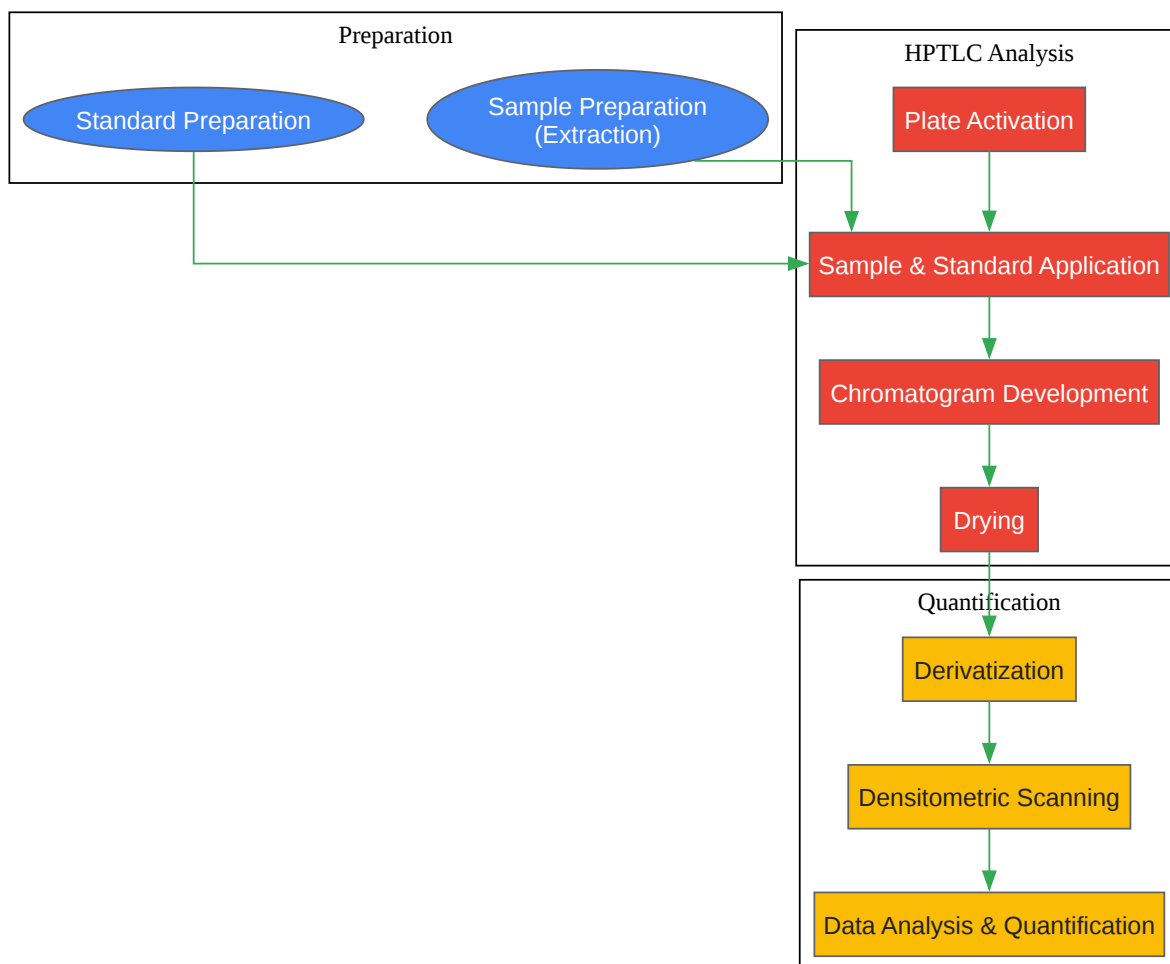 Preparation
Standard Preparation
Sample Preparation
(Extraction)
HPTLC Analysis
Plate Activation
Sample & Standard Application
Chromatogram Development
Drying
Quantification
Derivatization
Densitometric Scanning
Data Analysis & Quantification